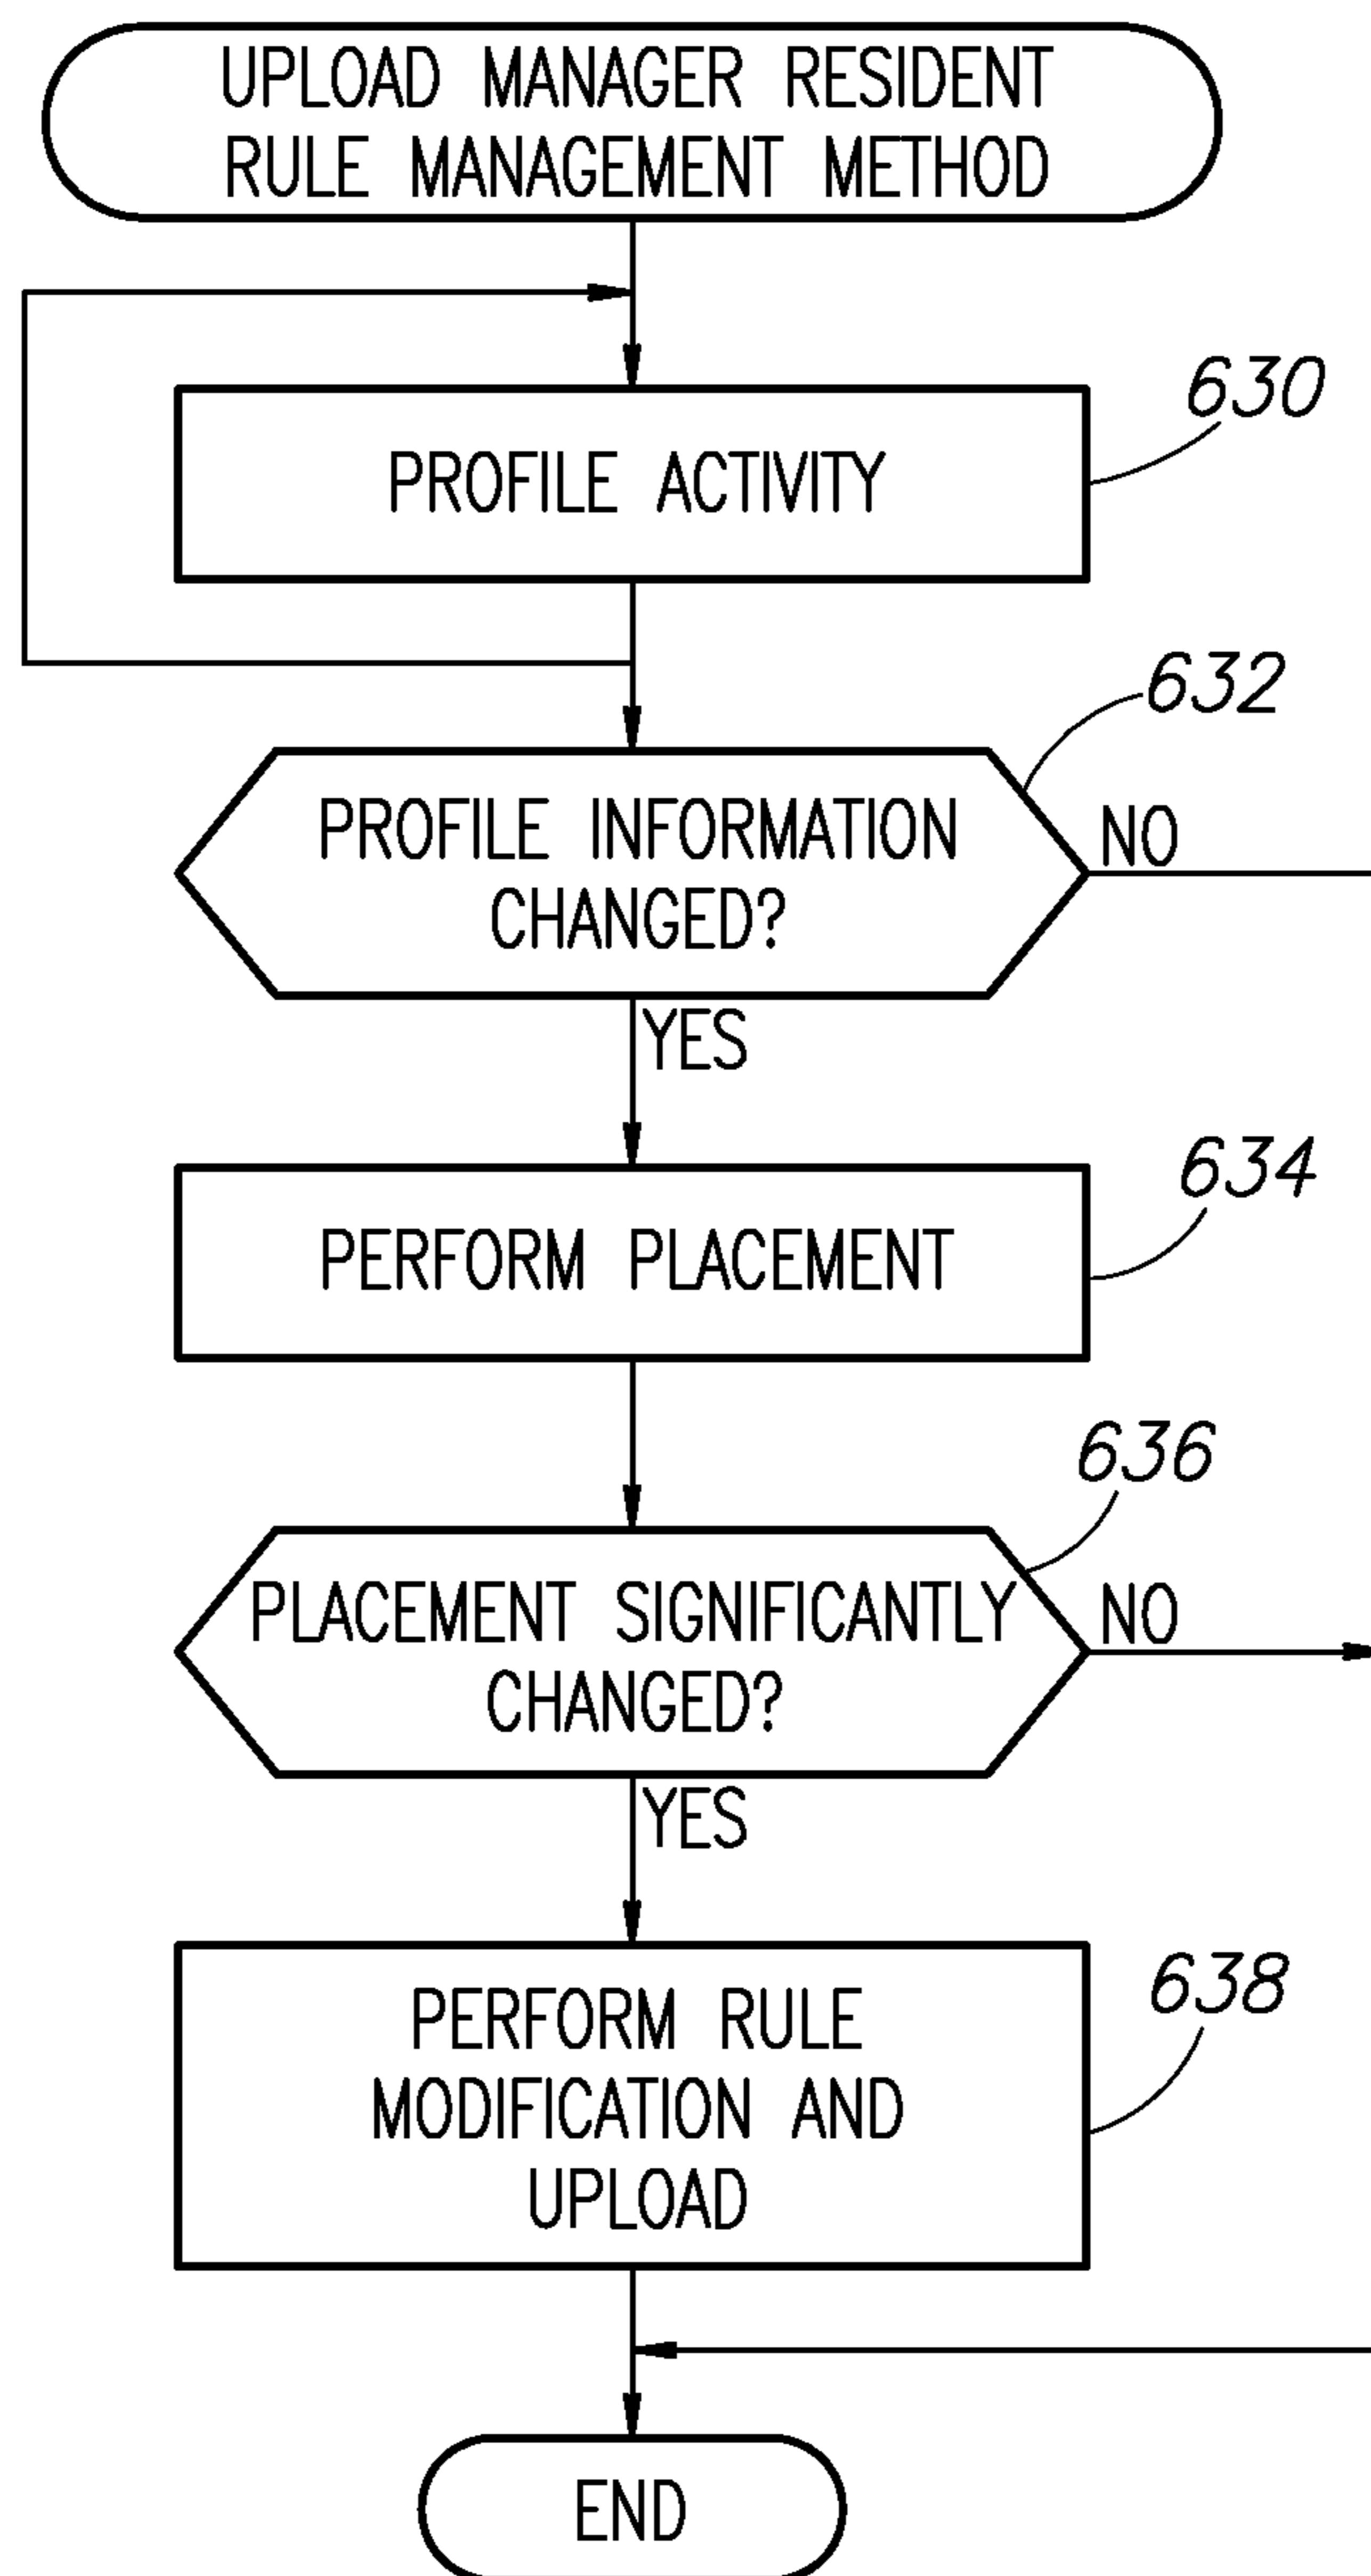 UPLOAD MANAGER RESIDENT
RULE MANAGEMENT METHOD
630
PROFILE ACTIVITY
632
PROFILE INFORMATION
CHANGED?
NO
YES
634
PERFORM PLACEMENT
636
PLACEMENT SIGNIFICANTLY
CHANGED?
NO
YES
638
PERFORM RULE
MODIFICATION AND
UPLOAD
END